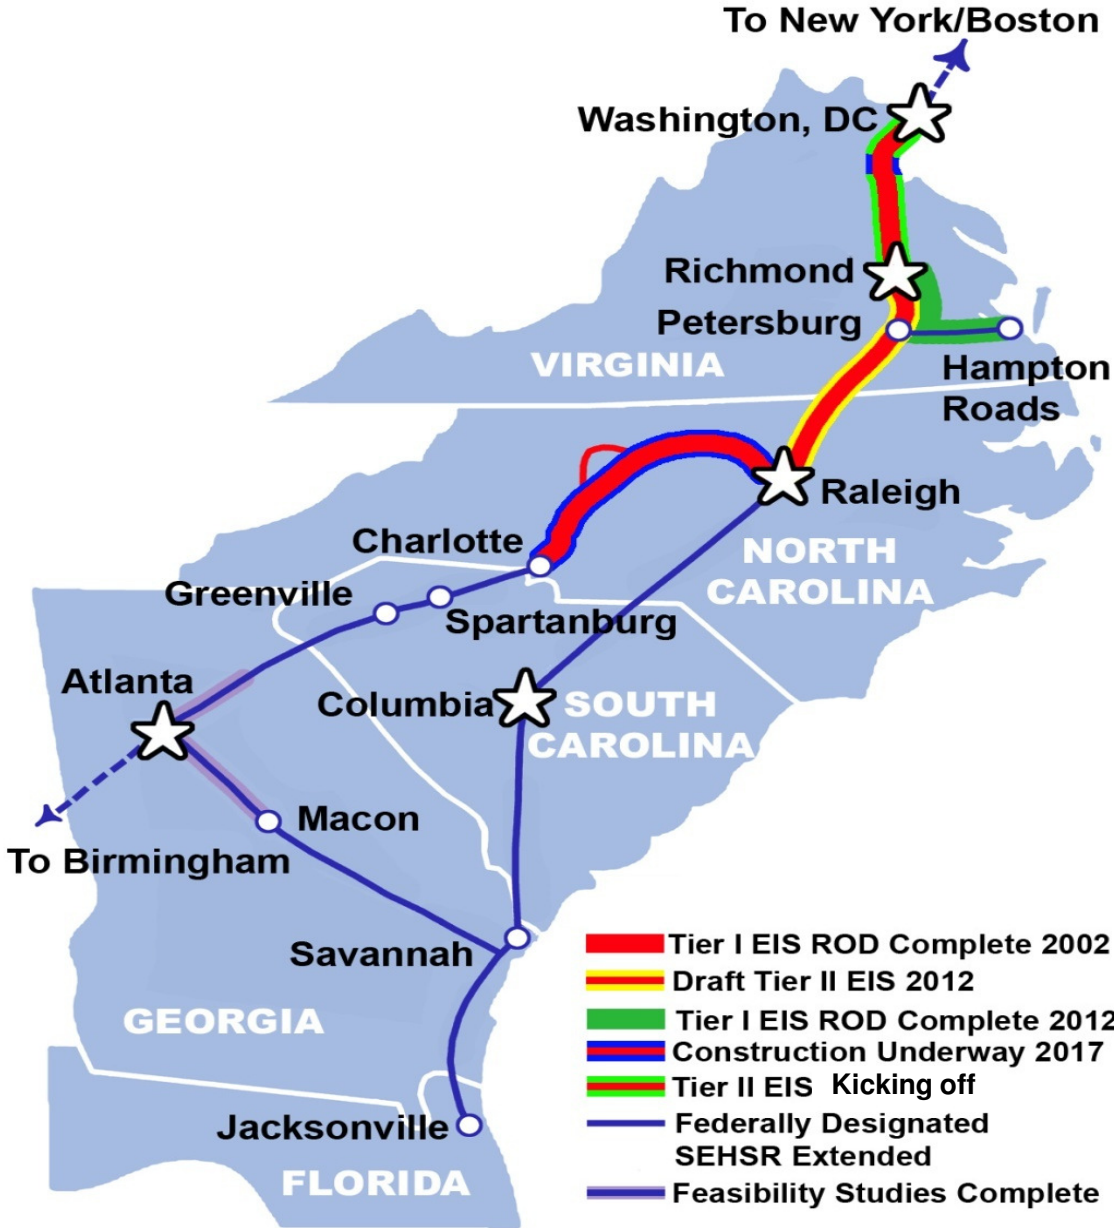 To New York/Boston
Washington, DC
Richmond
Petersburg
VIRGINIA
Hampton
Roads
Raleigh
Charlotte
NORTH
CAROLINA
Greenville
Spartanburg
Atlanta
Columbia
SOUTH
CAROLINA
Macon
To Birmingham
Savannah
GEORGIA
Jacksonville
FLORIDA
Tier I EIS ROD Complete 2002
Draft Tier II EIS 2012
Tier I EIS ROD Complete 2012
Construction Underway 2017
Tier II EIS Kicking off
Federally Designated
SEHSR Extended
Feasibility Studies Complete